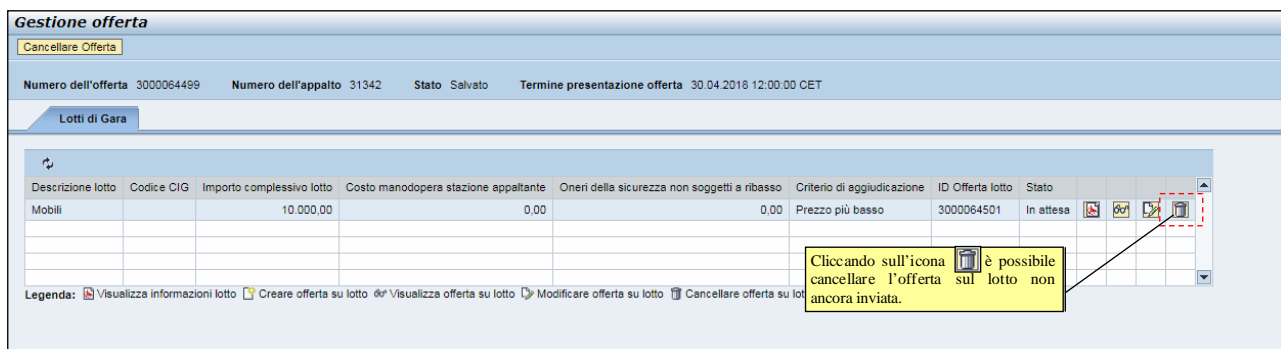 Gestione offerta
Cancellare Offerta
Numero dell'offerta 3000064499 Numero dell'appalto 31342 Stato Salvato Termine presentazione offerta 30.04.2018 12:00:00 CET
Lotti di Gara
Descrizione lotto Codice CIG Importo complessivo lotto Costo manodopera stazione appaltante Oneri della sicurezza non soggetti a ribasso Criterio di aggiudicazione ID Offerta lotto Stato
Mobili 10.000,00 0,00 0,00 Prezzo più basso 3000064501 In attesa
Cliccando sull'icona è possibile
cancellare l'offerta sul lotto non
ancora inviata.
Legenda: Visualizza informazioni lotto Creare offerta su lotto Visualizza offerta su lotto Modificare offerta su lotto Cancellare offerta su lot